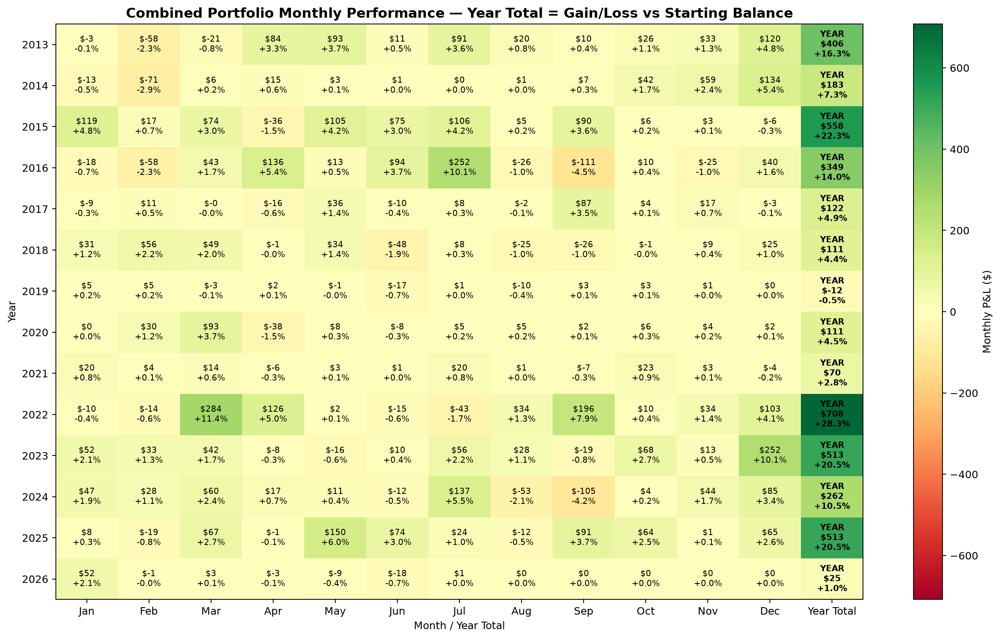 Combined Portfolio Monthly Performance — Year Total = Gain/Loss vs Starting Balance
2013 $-3 $-58 $-21 $84 $93 $11 $91 $20 $10 $26 $33 $120 YEAR $406 +16.3%
-0.1% -2.3% -0.8% +3.3% +3.7% +0.5% +3.6% +0.8% +0.4% +1.1% +1.3% +4.8%
2014 $-13 $-71 $6 $15 $3 $1 $0 $1 $7 $42 $59 $134 YEAR $183 +7.3%
-0.5% -2.9% +0.2% +0.6% +0.1% +0.0% +0.0% +0.0% +0.3% +1.7% +2.4% +5.4%
2015 $119 $17 $74 $-36 $105 $75 $106 $5 $90 $6 $3 $-6 YEAR $558 +22.3%
+4.8% +0.7% +3.0% -1.5% +4.2% +3.0% +4.2% +0.2% +3.6% +0.2% +0.1% -0.3%
2016 $-18 $-58 $43 $136 $13 $94 $252 $-26 $-111 $10 $-25 $40 YEAR $349 +14.0%
-0.7% -2.3% +1.7% +5.4% +0.5% +3.7% +10.1% -1.0% -4.5% +0.4% -1.0% +1.6%
2017 $-9 $11 $-0 $-16 $36 $-10 $8 $-2 $87 $4 $17 $-3 YEAR $122 +4.9%
-0.3% +0.5% -0.0% -0.6% +1.4% -0.4% +0.3% -0.1% +3.5% +0.1% +0.7% -0.1%
2018 $31 $56 $49 $-1 $34 $-48 $8 $-25 $-26 $-1 $9 $25 YEAR $111 +4.4%
+1.2% +2.2% +2.0% -0.0% +1.4% -1.9% +0.3% -1.0% -1.0% -0.0% +0.4% +1.0%
2019 $5 $5 $-3 $2 $-1 $-17 $1 $-10 $3 $3 $1 $0 YEAR $-12 -0.5%
+0.2% +0.2% -0.1% +0.1% -0.0% -0.7% +0.0% -0.4% +0.1% +0.1% +0.0% +0.0%
2020 $0 $30 $93 $-38 $8 $-8 $5 $5 $2 $6 $4 $2 YEAR $111 +4.5%
+0.0% +1.2% +3.7% -1.5% +0.3% -0.3% +0.2% +0.2% +0.1% +0.3% +0.2% +0.1%
2021 $20 $4 $14 $-6 $3 $1 $20 $1 $-7 $23 $3 $-4 YEAR $70 +2.8%
+0.8% +0.1% +0.6% -0.3% +0.1% +0.0% +0.8% +0.0% -0.3% +0.9% +0.1% -0.2%
2022 $-10 $-14 $284 $126 $2 $-15 $-43 $34 $196 $10 $34 $103 YEAR $708 +28.3%
-0.4% -0.6% +11.4% +5.0% +0.1% -0.6% -1.7% +1.3% +7.9% +0.4% +1.4% +4.1%
2023 $52 $33 $42 $-8 $-16 $10 $56 $28 $-19 $68 $13 $252 YEAR $513 +20.5%
+2.1% +1.3% +1.7% -0.3% -0.6% +0.4% +2.2% +1.1% -0.8% +2.7% +0.5% +10.1%
2024 $47 $28 $60 $17 $11 $-12 $137 $-53 $-105 $4 $44 $85 YEAR $262 +10.5%
+1.9% +1.1% +2.4% +0.7% +0.4% -0.5% +5.5% -2.1% -4.2% +0.2% +1.7% +3.4%
2025 $8 $-19 $67 $-1 $150 $74 $24 $-12 $91 $64 $1 $65 YEAR $513 +20.5%
+0.3% -0.8% +2.7% -0.1% +6.0% +3.0% +1.0% -0.5% +3.7% +2.5% +0.1% +2.6%
2026 $52 $-1 $3 $-3 $-9 $-18 $1 $0 $0 $0 $0 $0 YEAR $25 +1.0%
+2.1% -0.0% +0.1% -0.1% -0.4% -0.7% +0.0% +0.0% +0.0% +0.0% +0.0% +0.0%
Jan Feb Mar Apr May Jun Jul Aug Sep Oct Nov Dec Year Total
Month / Year Total
Year
600
400
200
0
−200
−400
−600
Monthly P&L ($)